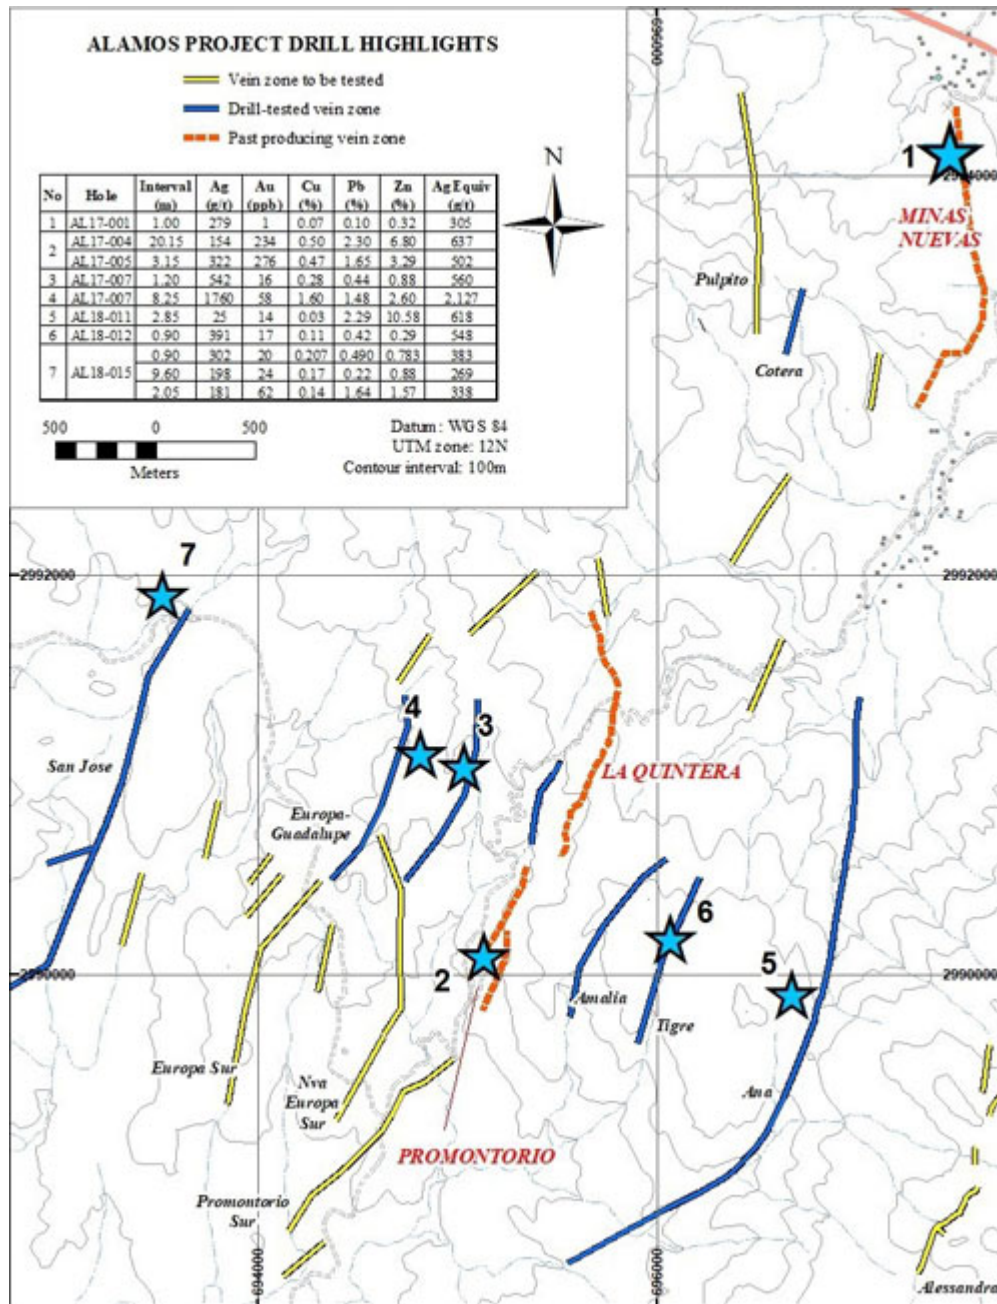 ALAMOS PROJECT DRILL HIGHLIGHTS
Vein zone to be tested
Drill-tested vein zone
Past producing vein zone
N
No Hole Interval (m) Ag (g/t) Au (ppb) Cu (%) Pb (%) Zn (%) Ag Equiv (g/t)
1 AL17-001 1.00 279 1 0.07 0.10 0.32 305
2 AL17-004 20.15 154 234 0.50 2.30 6.80 637
AL17-005 3.15 322 276 0.47 1.65 3.29 502
3 AL17-007 1.20 542 16 0.28 0.44 0.88 560
4 AL17-007 8.25 1760 58 1.60 1.48 2.60 2,127
5 AL18-011 2.85 25 14 0.03 2.29 10.58 618
6 AL18-012 0.90 391 17 0.11 0.42 0.29 548
7 AL18-015 0.90 302 20 0.207 0.490 0.783 383
9.60 198 24 0.17 0.22 0.88 269
2.05 181 62 0.14 1.64 1.57 338
500 0 500
Meters
Datum : WGS 84
UTM zone: 12N
Contour interval: 100m
696000
1
2994000
MINAS
NUEVAS
Pulpito
Cotera
7
2992000
2992000
4
3
San Jose
Europa-
Guadalupe
LA QUINTERA
6
2
5
2990000
2990000
Amalia
Tigre
Europa Sur
Nva
Europa
Sur
Ana
PROMONTORIO
Promontorio
Sur
694000
696000
Alessandra